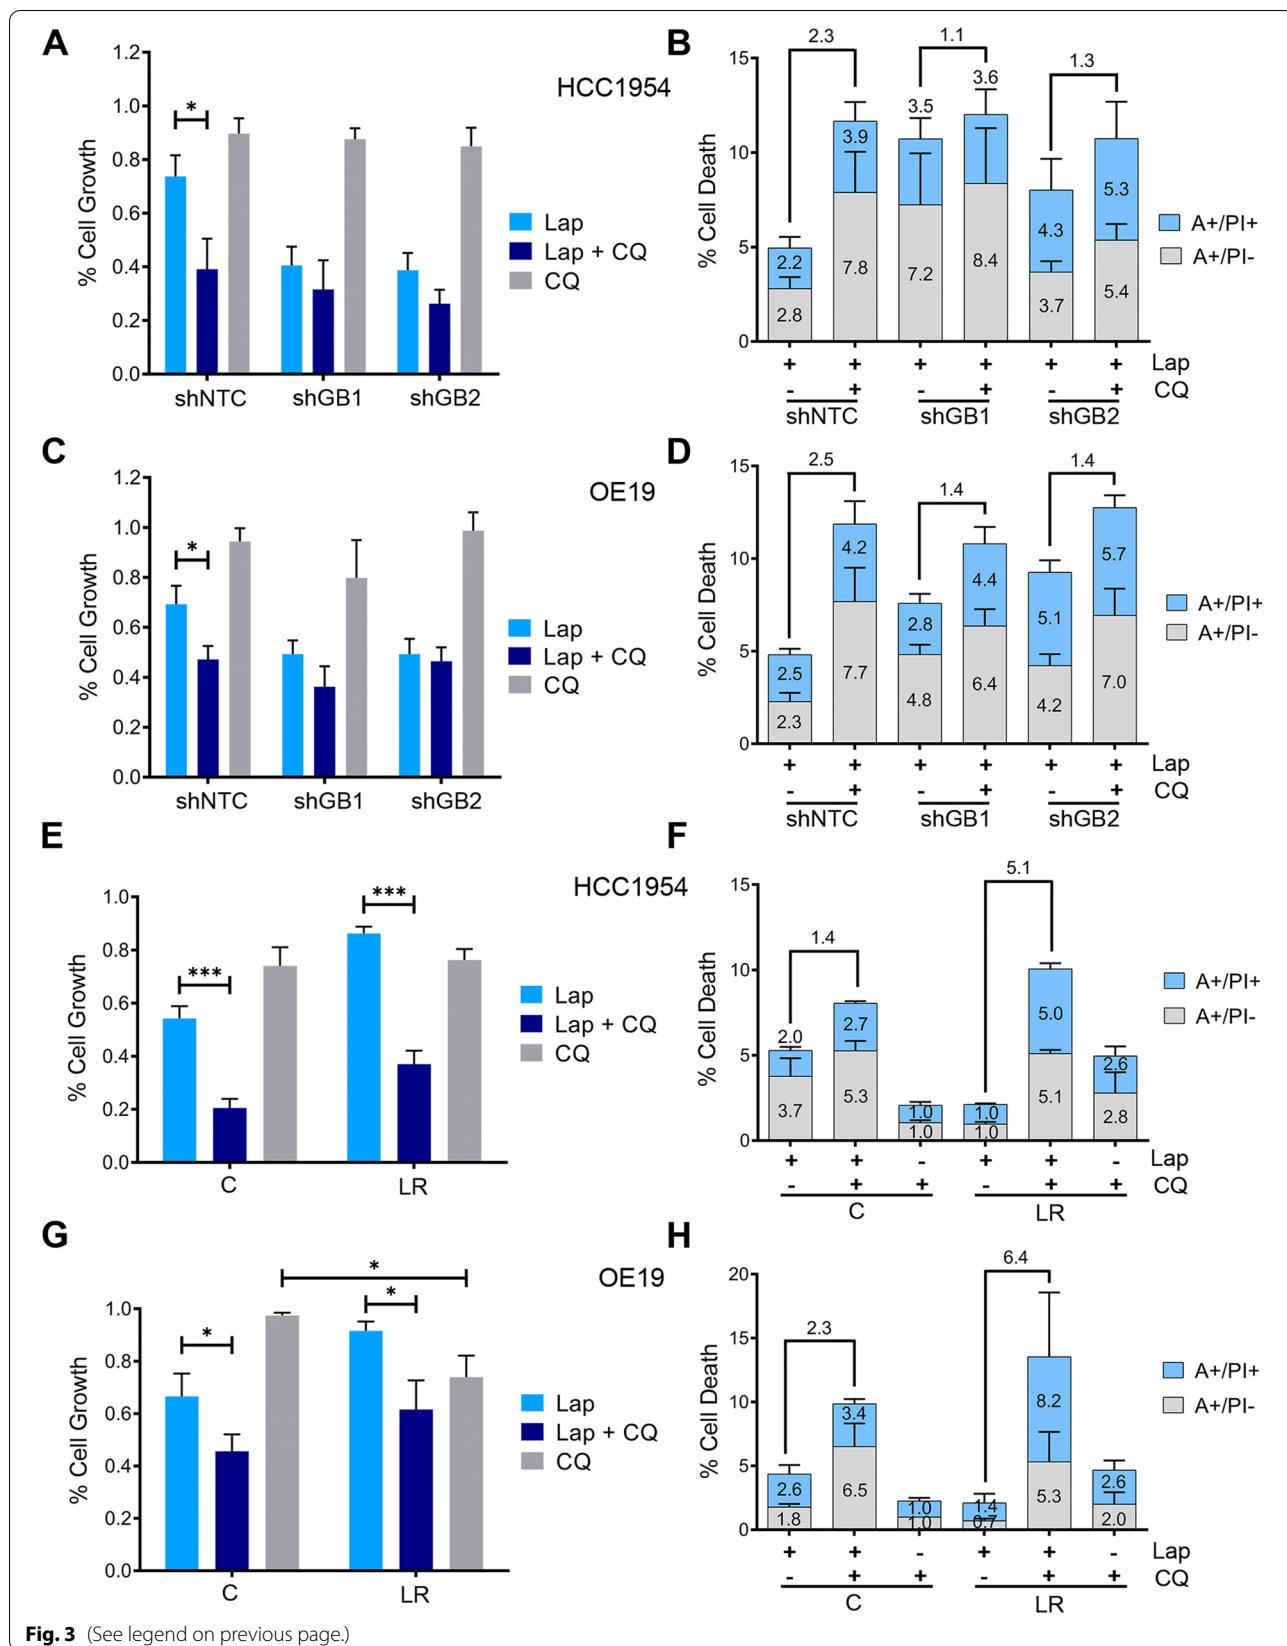 A
HCC1954
% Cell Growth
1.2
1.0
0.8
0.6
0.4
0.2
0.0
*
shNTC shGB1 shGB2
Lap
Lap + CQ
CQ
B
% Cell Death
15
10
5
0
2.3 1.1 1.3
2.2 3.9 3.5 3.6 4.3 5.3
2.8 7.8 7.2 8.4 3.7 5.4
+ + + + + + Lap
- + - + - + CQ
shNTC shGB1 shGB2
A+/PI+
A+/PI-
C
OE19
% Cell Growth
1.2
1.0
0.8
0.6
0.4
0.2
0.0
*
shNTC shGB1 shGB2
Lap
Lap + CQ
CQ
D
% Cell Death
15
10
5
0
2.5 1.4 1.4
2.5 4.2 2.8 4.4 5.1 5.7
2.3 7.7 4.8 6.4 4.2 7.0
+ + + + + + Lap
- + - + - + CQ
shNTC shGB1 shGB2
A+/PI+
A+/PI-
E
HCC1954
% Cell Growth
1.0
0.8
0.6
0.4
0.2
0.0
*** ***
C LR
Lap
Lap + CQ
CQ
F
% Cell Death
15
10
5
0
1.4 5.1
2.0 2.7 1.0 1.0 5.0 2.6
3.7 5.3 1.0 1.0 5.1 2.8
+ + - + + - Lap
- + + - + + CQ
C LR
A+/PI+
A+/PI-
G
OE19
% Cell Growth
1.0
0.8
0.6
0.4
0.2
0.0
* * *
C LR
Lap
Lap + CQ
CQ
H
% Cell Death
20
15
10
5
0
2.3 6.4
2.6 3.4 1.0 1.4 8.2 2.6
1.8 6.5 1.0 0.7 5.3 2.0
+ + - + + - Lap
- + + - + + CQ
C LR
A+/PI+
A+/PI-
Fig. 3 (See legend on previous page.)